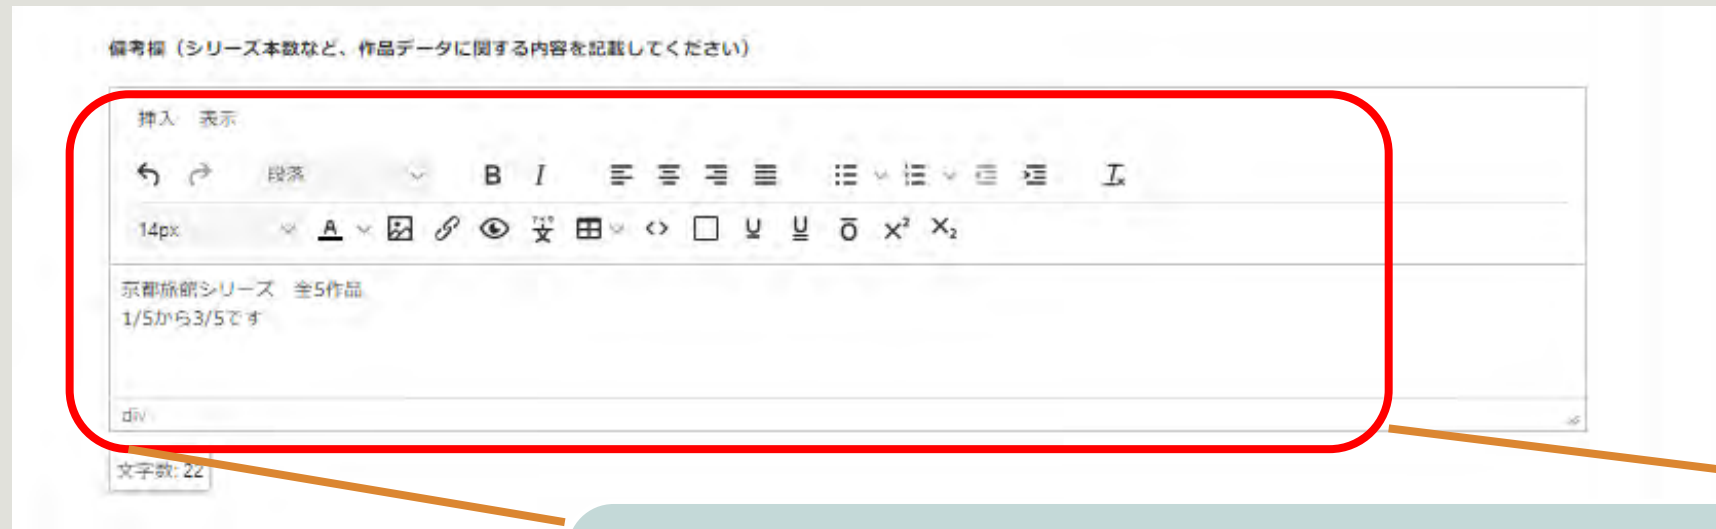 備考欄（シリーズ本数など、作品データに関する内容を記載してください）
挿入 表示
段落 B I
14px A
京都旅館シリーズ 全5作品
1/5から3/5です
div
文字数: 22